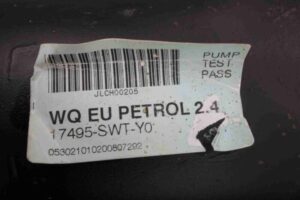 PUMP
TEST
PASS
JLCH00205
WQ EU PETROL 2.4
17495-SWT-Y0
053021010200807292